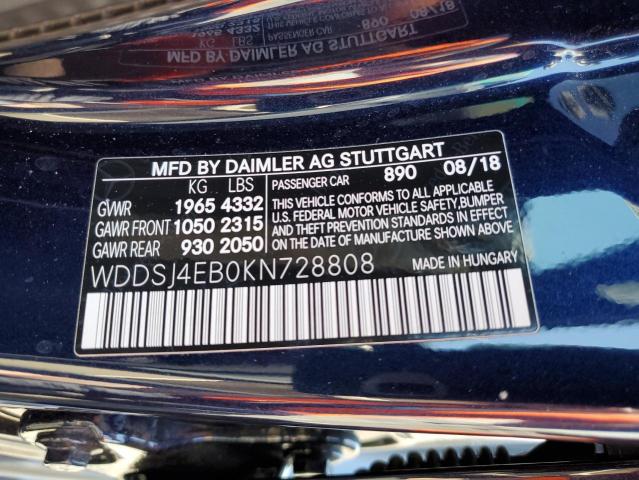 MFD BY DAIMLER AG STUTTGART
KG LBS PASSENGER CAR 890 08/18
GVWR 1965 4332
GAWR FRONT 1050 2315
GAWR REAR 930 2050
THIS VEHICLE CONFORMS TO ALL APPLICABLE
U.S. FEDERAL MOTOR VEHICLE SAFETY,BUMPER
AND THEFT PREVENTION STANDARDS IN EFFECT
ON THE DATE OF MANUFACTURE SHOWN ABOVE.
WDDSJ4EB0KN728808 MADE IN HUNGARY